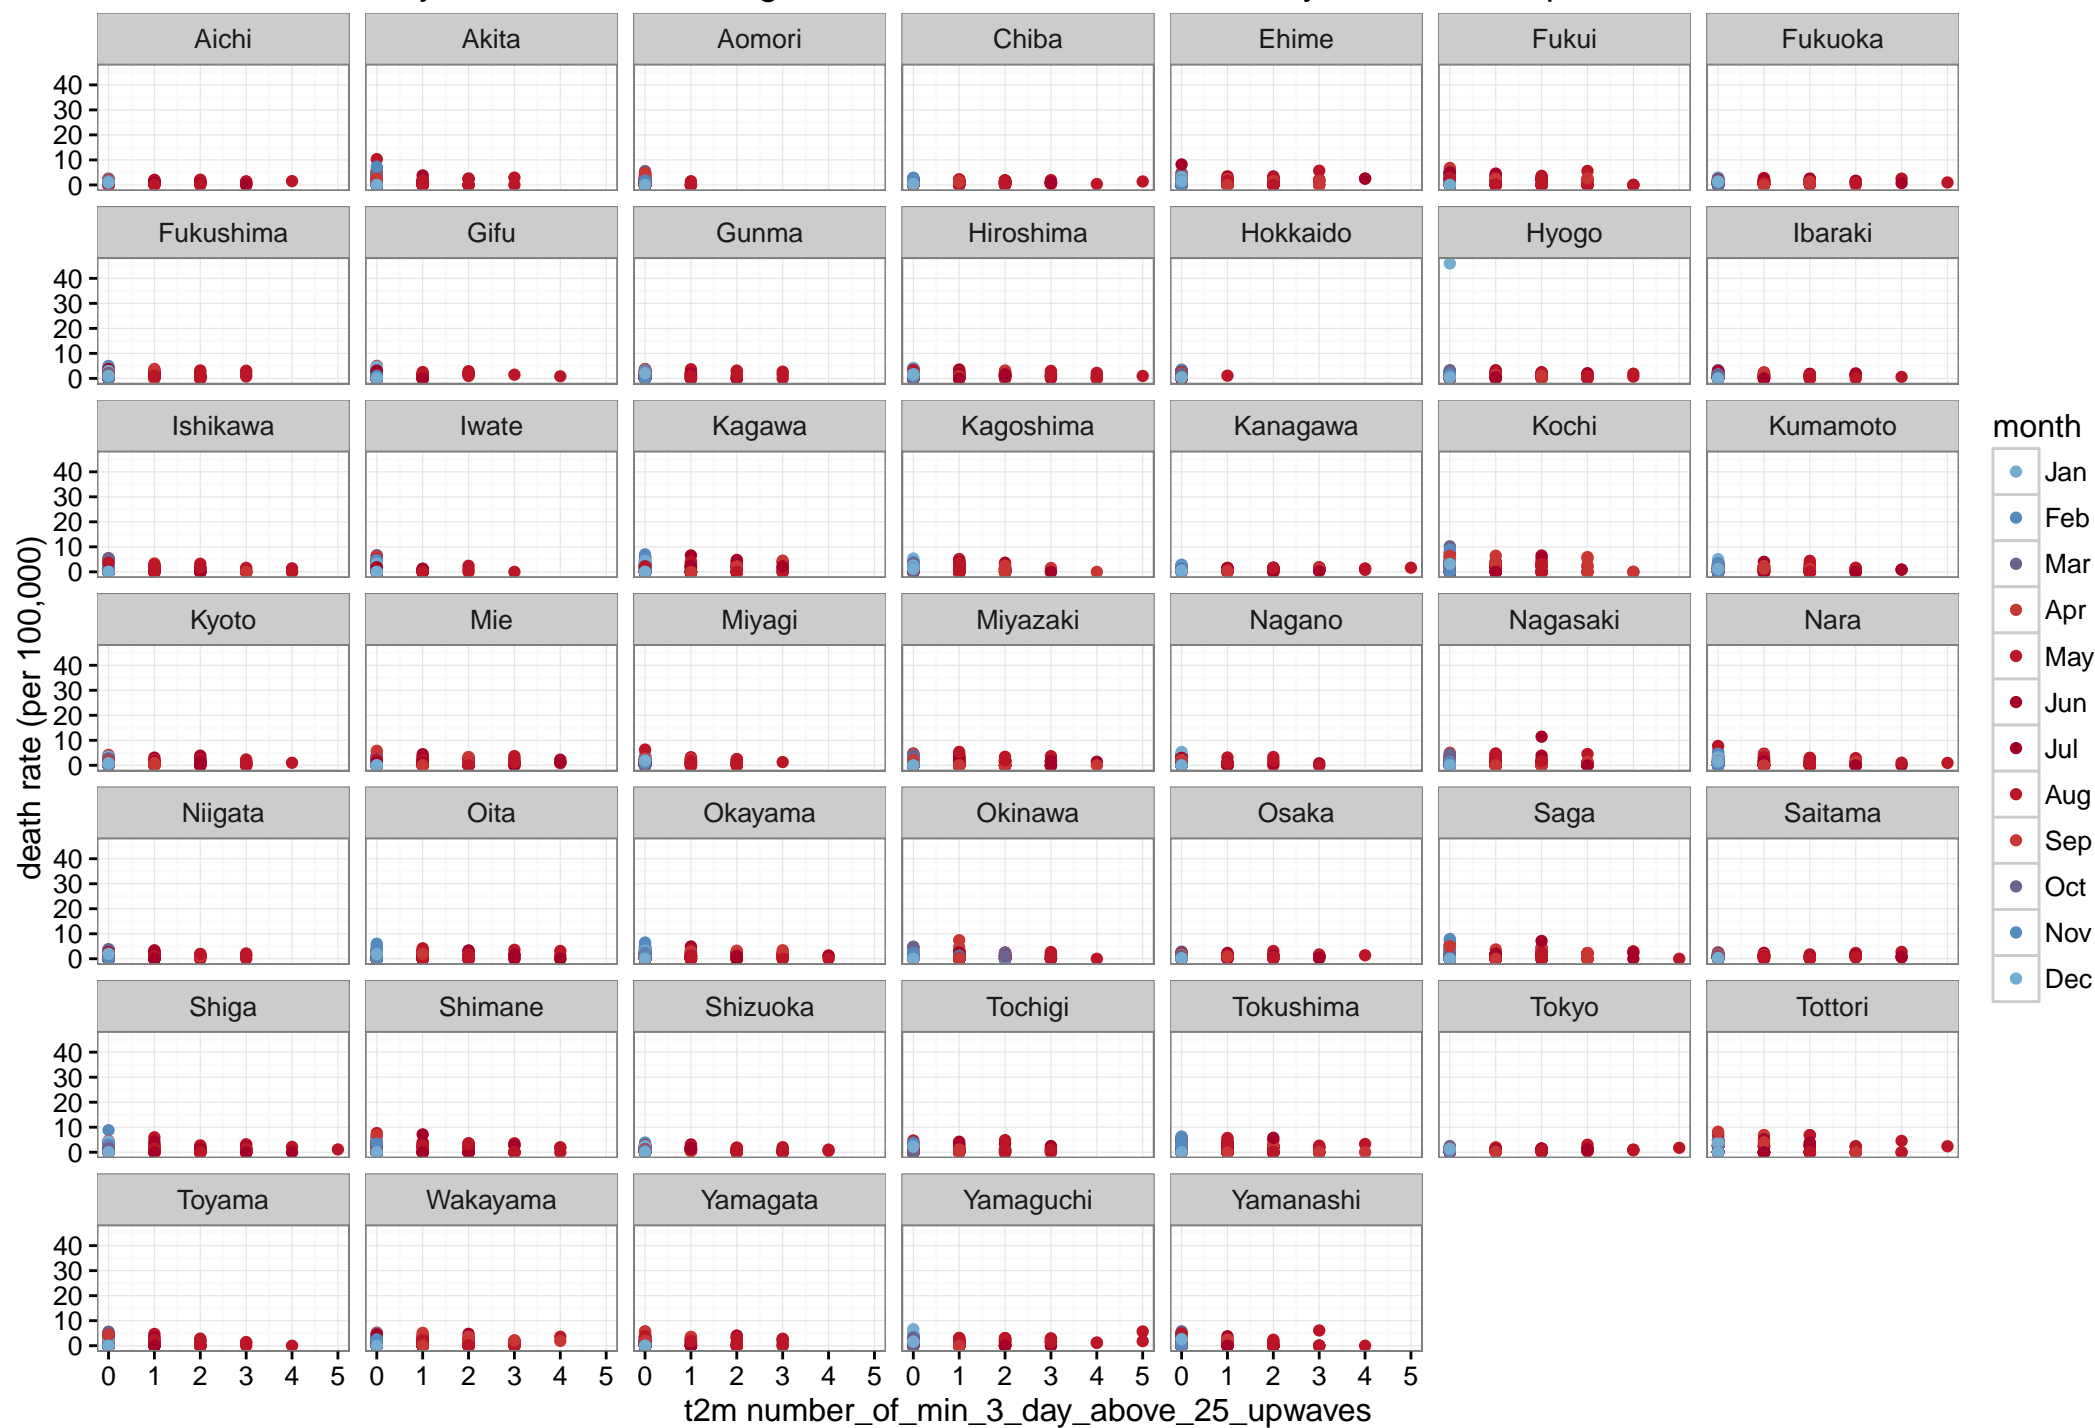 Aichi Akita Aomori Chiba Ehime Fukui Fukuoka
40
30
20
10
0
Fukushima Gifu Gunma Hiroshima Hokkaido Hyogo Ibaraki
40
30
20
10
0
Ishikawa Iwate Kagawa Kagoshima Kanagawa Kochi Kumamoto
40
30
20
10
0
Kyoto Mie Miyagi Miyazaki Nagano Nagasaki Nara
40
30
20
10
0
Niigata Oita Okayama Okinawa Osaka Saga Saitama
40
30
20
10
0
Shiga Shimane Shizuoka Tochigi Tokushima Tokyo Tottori
40
30
20
10
0
Toyama Wakayama Yamagata Yamaguchi Yamanashi
40
30
20
10
0
0 1 2 3 4 5 0 1 2 3 4 5 0 1 2 3 4 5 0 1 2 3 4 5 0 1 2 3 4 5
t2m number_of_min_3_day_above_25_upwaves
death rate (per 100,000)
month
Jan
Feb
Mar
Apr
May
Jun
Jul
Aug
Sep
Oct
Nov
Dec